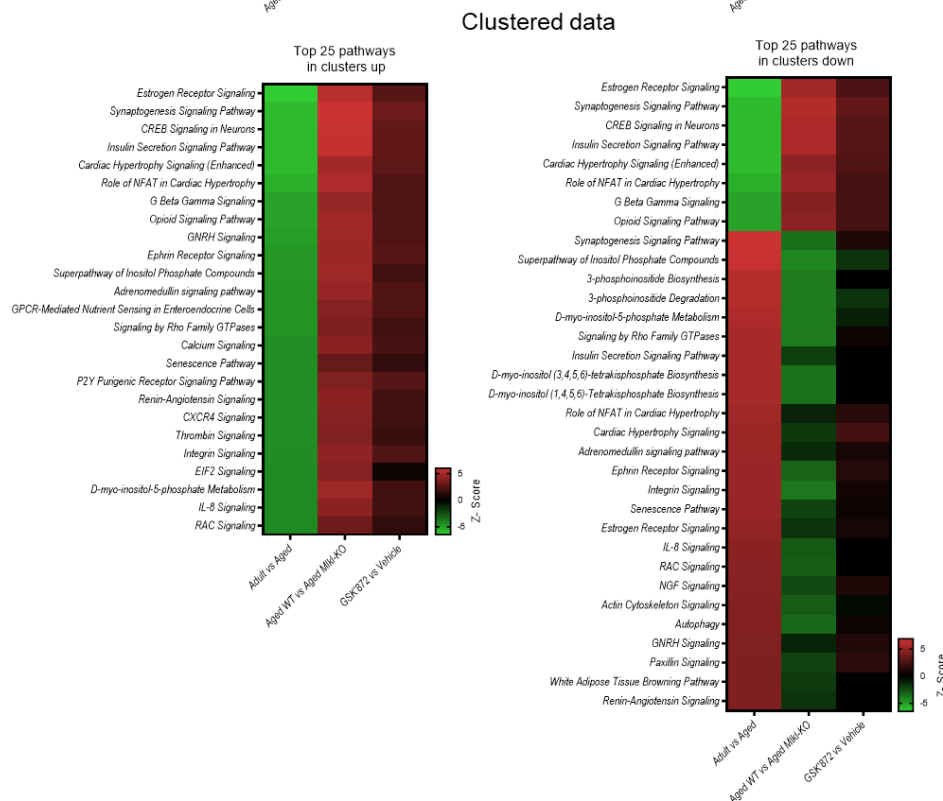 Clustered data
Top 25 pathways
in clusters up
Estrogen Receptor Signaling
Synaptogenesis Signaling Pathway
CREB Signaling in Neurons
Insulin Secretion Signaling Pathway
Cardiac Hypertrophy Signaling (Enhanced)
Role of NFAT in Cardiac Hypertrophy
G Beta Gamma Signaling
Opioid Signaling Pathway
GNRH Signaling
Ephrin Receptor Signaling
Superpathway of Inositol Phosphate Compounds
Adrenomedullin signaling pathway
GPCR-Mediated Nutrient Sensing in Enteroendocrine Cells
Signaling by Rho Family GTPases
Calcium Signaling
Senescence Pathway
P2Y Purigenic Receptor Signaling Pathway
Renin-Angiotensin Signaling
CXCR4 Signaling
Thrombin Signaling
Integrin Signaling
EIF2 Signaling
D-myo-inositol-5-phosphate Metabolism
IL-8 Signaling
RAC Signaling
5
0
-5
Z- Score
Adult vs Aged
Aged WT vs Aged Mlkl-KO
GSK'872 vs Vehicle
Top 25 pathways
in clusters down
Estrogen Receptor Signaling
Synaptogenesis Signaling Pathway
CREB Signaling in Neurons
Insulin Secretion Signaling Pathway
Cardiac Hypertrophy Signaling (Enhanced)
Role of NFAT in Cardiac Hypertrophy
G Beta Gamma Signaling
Opioid Signaling Pathway
Synaptogenesis Signaling Pathway
Superpathway of Inositol Phosphate Compounds
3-phosphoinositide Biosynthesis
3-phosphoinositide Degradation
D-myo-inositol-5-phosphate Metabolism
Signaling by Rho Family GTPases
Insulin Secretion Signaling Pathway
D-myo-inositol (3,4,5,6)-tetrakisphosphate Biosynthesis
D-myo-inositol (1,4,5,6)-Tetrakisphosphate Biosynthesis
Role of NFAT in Cardiac Hypertrophy
Cardiac Hypertrophy Signaling
Adrenomedullin signaling pathway
Ephrin Receptor Signaling
Integrin Signaling
Senescence Pathway
Estrogen Receptor Signaling
IL-8 Signaling
RAC Signaling
NGF Signaling
Actin Cytoskeleton Signaling
Autophagy
GNRH Signaling
Paxillin Signaling
White Adipose Tissue Browning Pathway
Renin-Angiotensin Signaling
5
0
-5
Z- Score
Adult vs Aged
Aged WT vs Aged Mlkl-KO
GSK'872 vs Vehicle